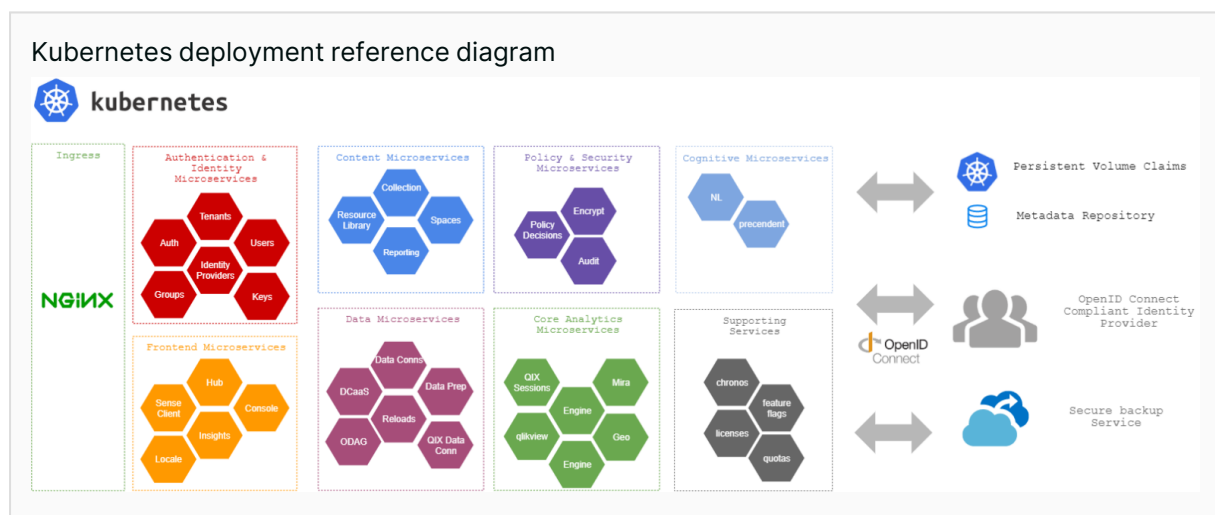 Kubernetes deployment reference diagram
kubernetes
Ingress
NGINX
Authentication &
Identity
Microservices
Tenants
Auth
Users
Identity
Providers
Groups
Keys
Frontend Microservices
Hub
Sense
Client
Console
Insights
Locale
Content Microservices
Collection
Resource
Library
Spaces
Reporting
Data Microservices
Data Conns
DCaaS
Data Prep
Reloads
ODAG
QIX Data
Conn
Policy & Security
Microservices
Encrypt
Policy
Decisions
Audit
Core Analytics
Microservices
QIX
Sessions
Mira
Engine
qlikview
Geo
Engine
Cognitive Microservices
NL
precendent
Supporting
Services
chronos
feature
flags
licenses
quotas
Persistent Volume Claims
Metadata Repository
OpenID
Connect
OpenID Connect
Compliant Identity
Provider
Secure backup
Service